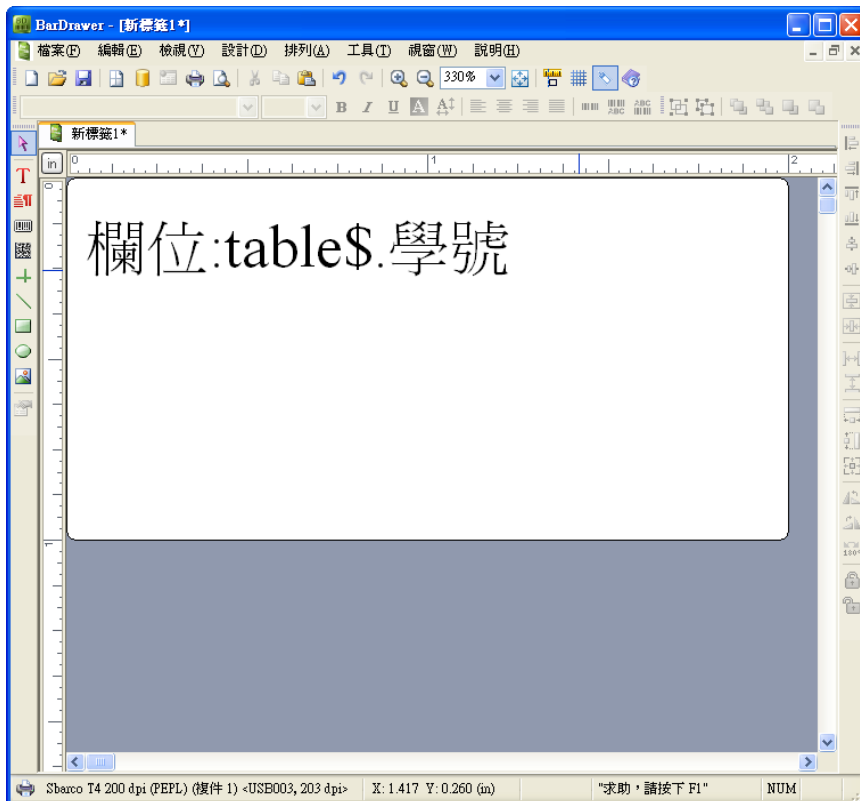 BarDrawer - [新標籤1*]
檔案(F) 編輯(E) 檢視(V) 設計(D) 排列(A) 工具(T) 視窗(W) 說明(H)
330%
B I U A
新標籤1*
in 0 1 2
0
欄位:table$.學號
1
180°
Sbarco T4 200 dpi (PEPL) (複件 1) <USB003, 203 dpi> X: 1.417 Y: 0.260 (in) "求助，請按下 F1" NUM